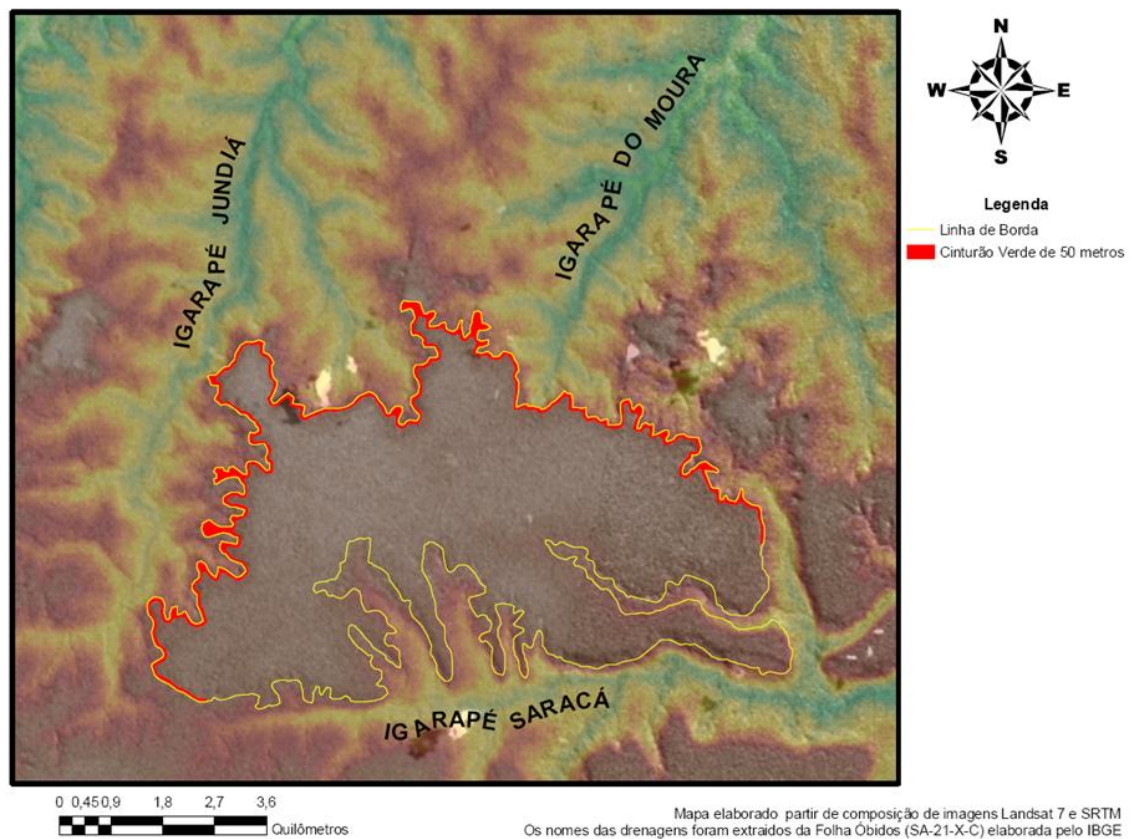 N
W
E
S
Legenda
Linha de Borda
Cinturão Verde de 50 metros
IGARAPÉ JUNDIÁ
IGARAPÉ DO MOURA
IGARAPÉ SARACÁ
0 0,45 0,9 1,8 2,7 3,6
Quilômetros
Mapa elaborado partir de composição de imagens Landsat 7 e SRTM
Os nomes das drenagens foram extraidos da Folha Óbidos (SA-21-X-C) elaborada pelo IBGE